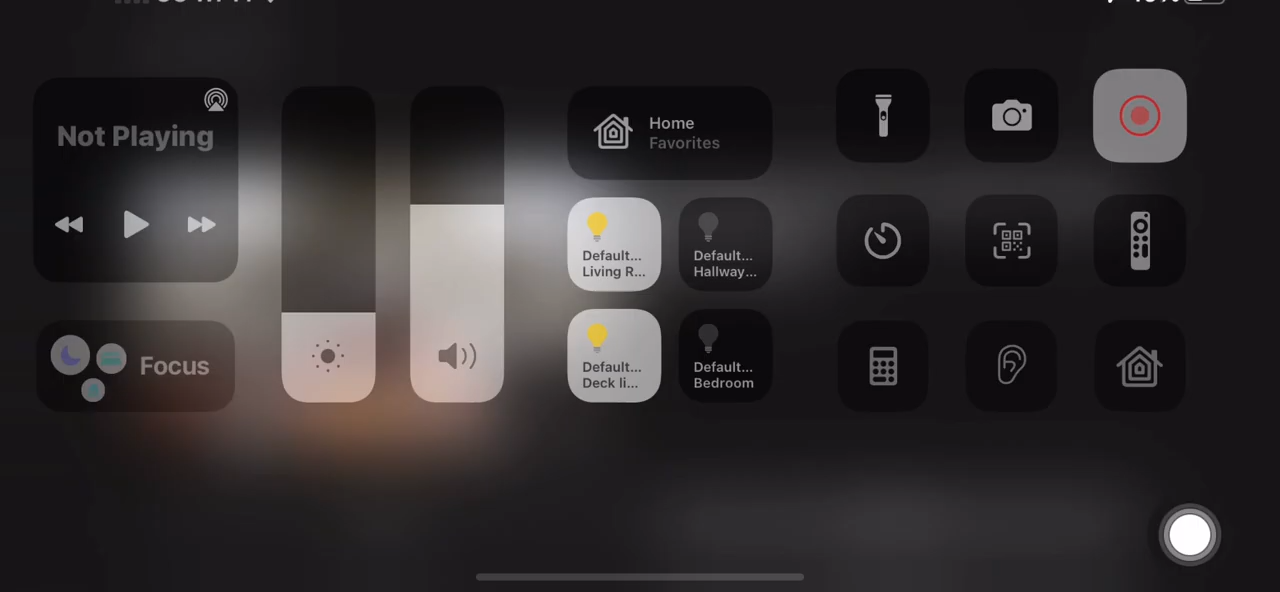 Not Playing
Focus
Home
Favorites
Default...
Living R...
Default...
Hallway...
Default...
Deck li...
Default...
Bedroom